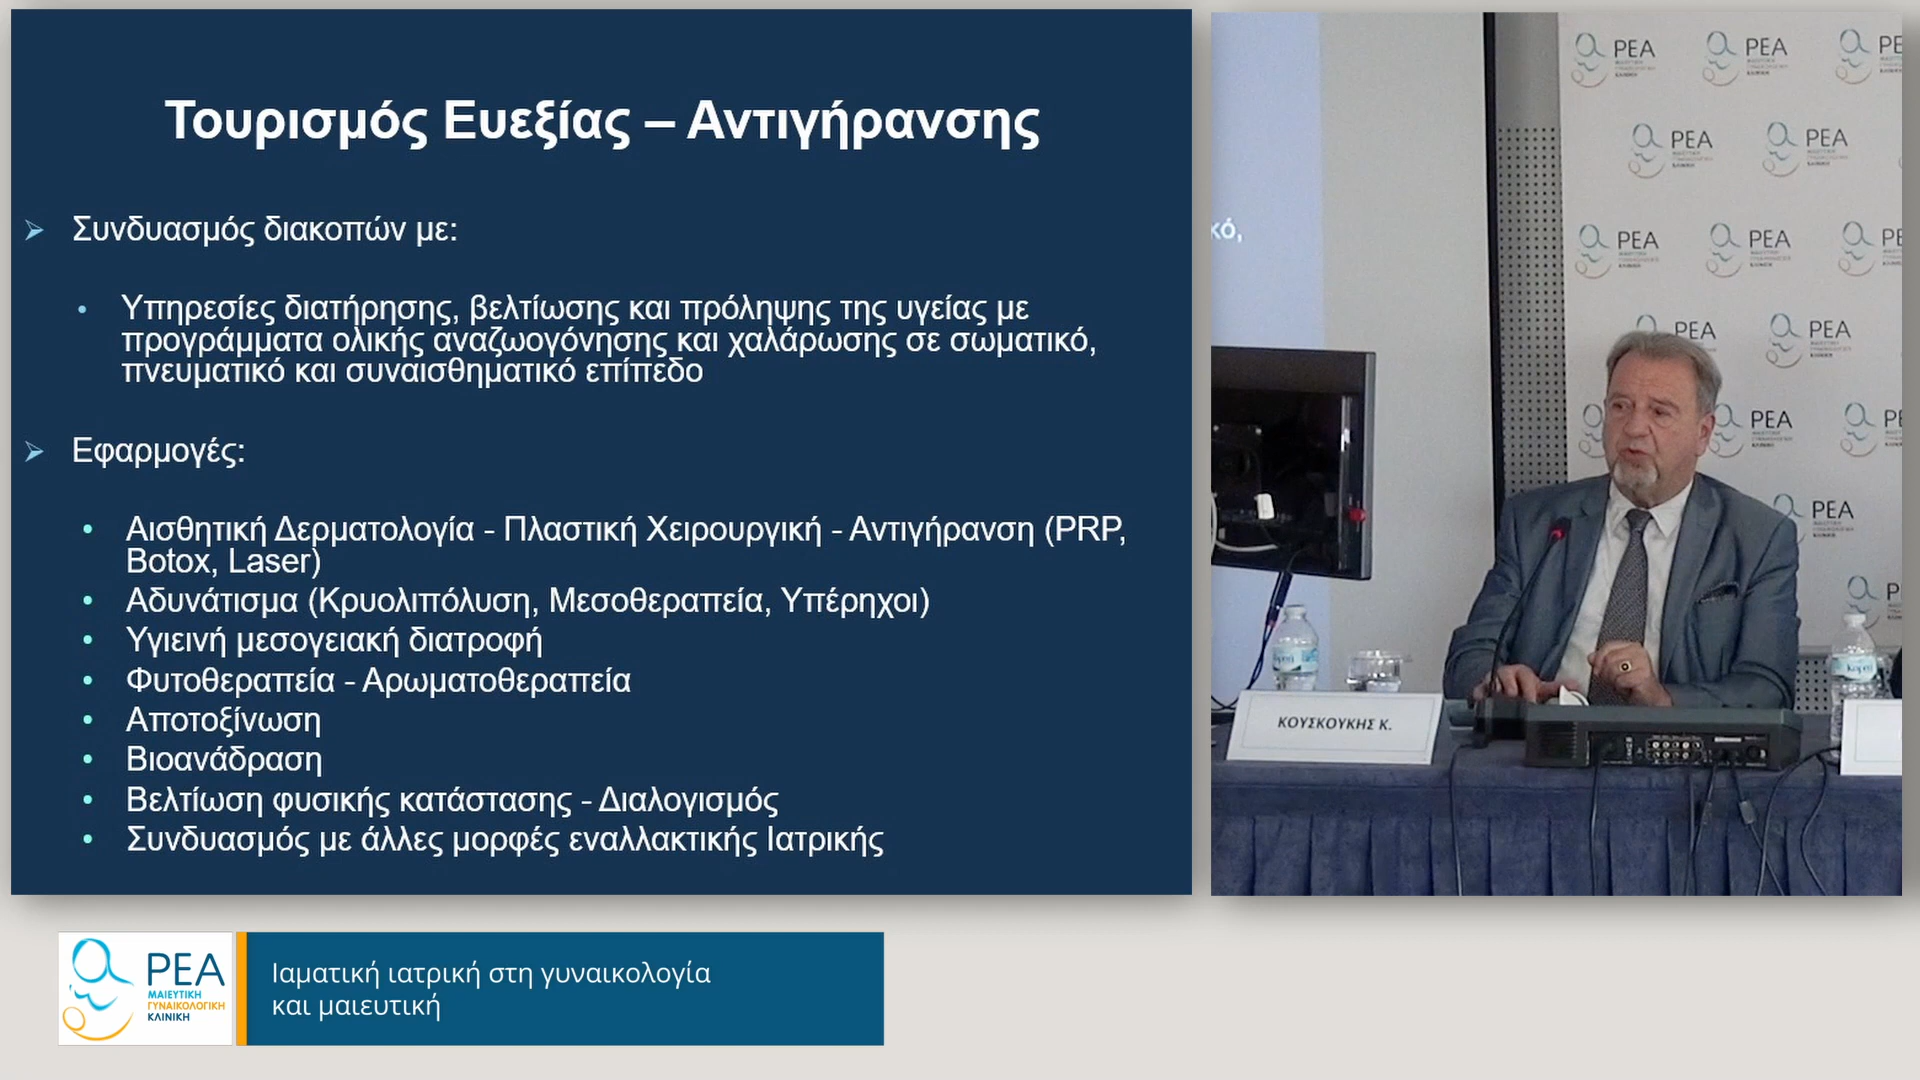 Τουρισμός Ευεξίας – Αντιγήρανσης
Συνδυασμός διακοπών με:
Υπηρεσίες διατήρησης, βελτίωσης και πρόληψης της υγείας με
προγράμματα ολικής αναζωογόνησης και χαλάρωσης σε σωματικό,
πνευματικό και συναισθηματικό επίπεδο
Εφαρμογές:
Αισθητική Δερματολογία - Πλαστική Χειρουργική - Αντιγήρανση (PRP,
Botox, Laser)
Αδυνάτισμα (Κρυολιπόλυση, Μεσοθεραπεία, Υπέρηχοι)
Υγιεινή μεσογειακή διατροφή
Φυτοθεραπεία - Αρωματοθεραπεία
Αποτοξίνωση
Βιοανάδραση
Βελτίωση φυσικής κατάστασης - Διαλογισμός
Συνδυασμός με άλλες μορφές εναλλακτικής Ιατρικής
κό,
ΡΕΑ
ΡΕΑ
ΡΕΑ
ΡΕΑ
ΡΕΑ
ΡΕΑ
ΡΕΑ
ΡΕΑ
ΡΕΑ
ΡΕΑ
ΚΟΥΣΚΟΥΚΗΣ Κ.
ΡΕΑ
ΜΑΙΕΥΤΙΚΗ
ΓΥΝΑΙΚΟΛΟΓΙΚΗ
ΚΛΙΝΙΚΗ
Ιαματική ιατρική στη γυναικολογία
και μαιευτική